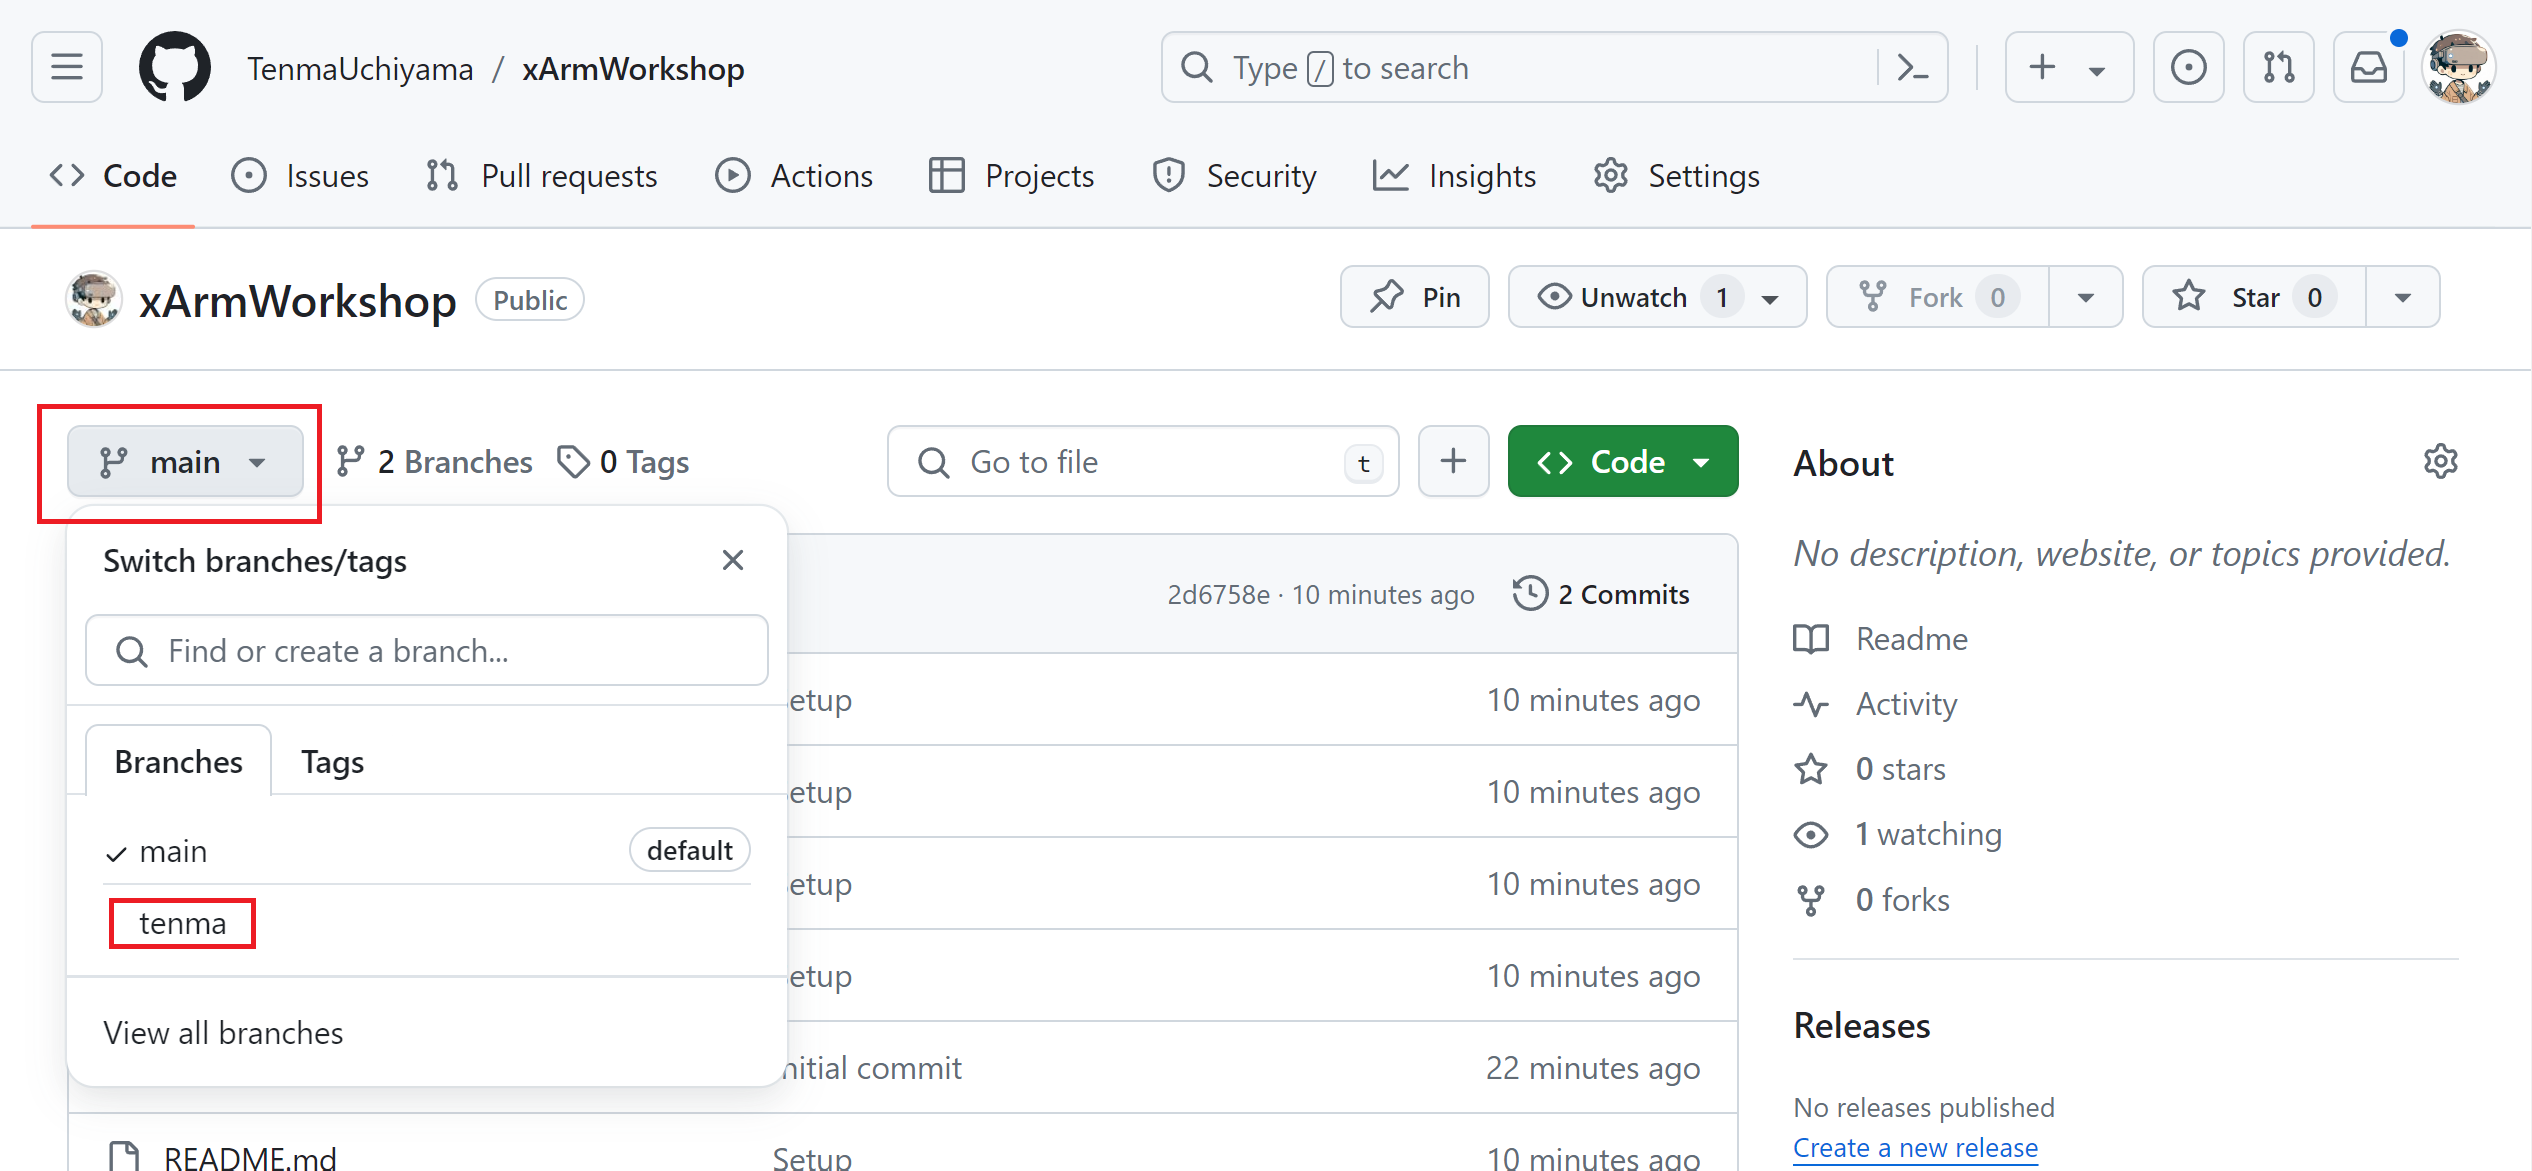 TenmaUchiyama / xArmWorkshop
Type / to search
Code Issues Pull requests Actions Projects Security Insights Settings
xArmWorkshop Public
Pin Unwatch 1 Fork 0 Star 0
main 2 Branches 0 Tags Go to file t Code
About
No description, website, or topics provided.
Switch branches/tags
2d6758e · 10 minutes ago 2 Commits
Find or create a branch...
Readme
etup 10 minutes ago
Activity
Branches Tags
0 stars
etup 10 minutes ago
1 watching
main default
etup 10 minutes ago
0 forks
tenma
etup 10 minutes ago
View all branches
Releases
nitial commit 22 minutes ago
No releases published
Create a new release
README.md Setup 10 minutes ago